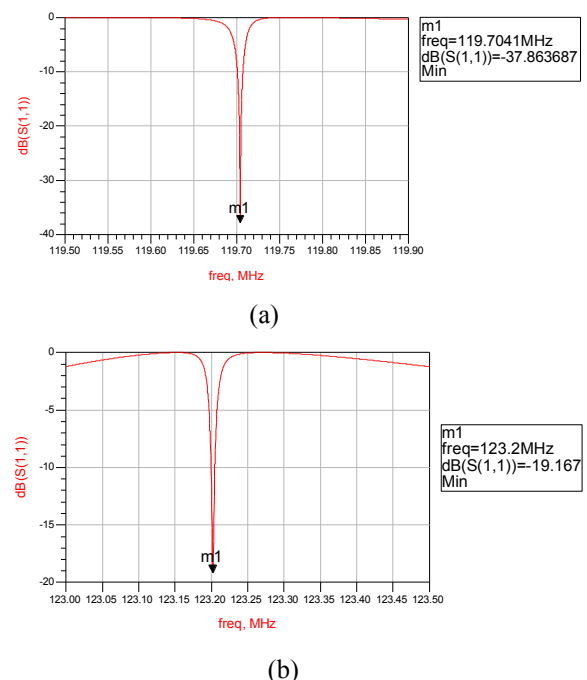 0
-10
-20
-30
-40
dB(S(1,1))
m1
119.50 119.55 119.60 119.65 119.70 119.75 119.80 119.85 119.90
freq, MHz
m1
freq=119.7041MHz
dB(S(1,1))=-37.863687
Min
(a)
0
-5
-10
-15
-20
dB(S(1,1))
m1
123.00 123.05 123.10 123.15 123.20 123.25 123.30 123.35 123.40 123.45 123.50
freq, MHz
m1
freq=123.2MHz
dB(S(1,1))=-19.167
Min
(b)